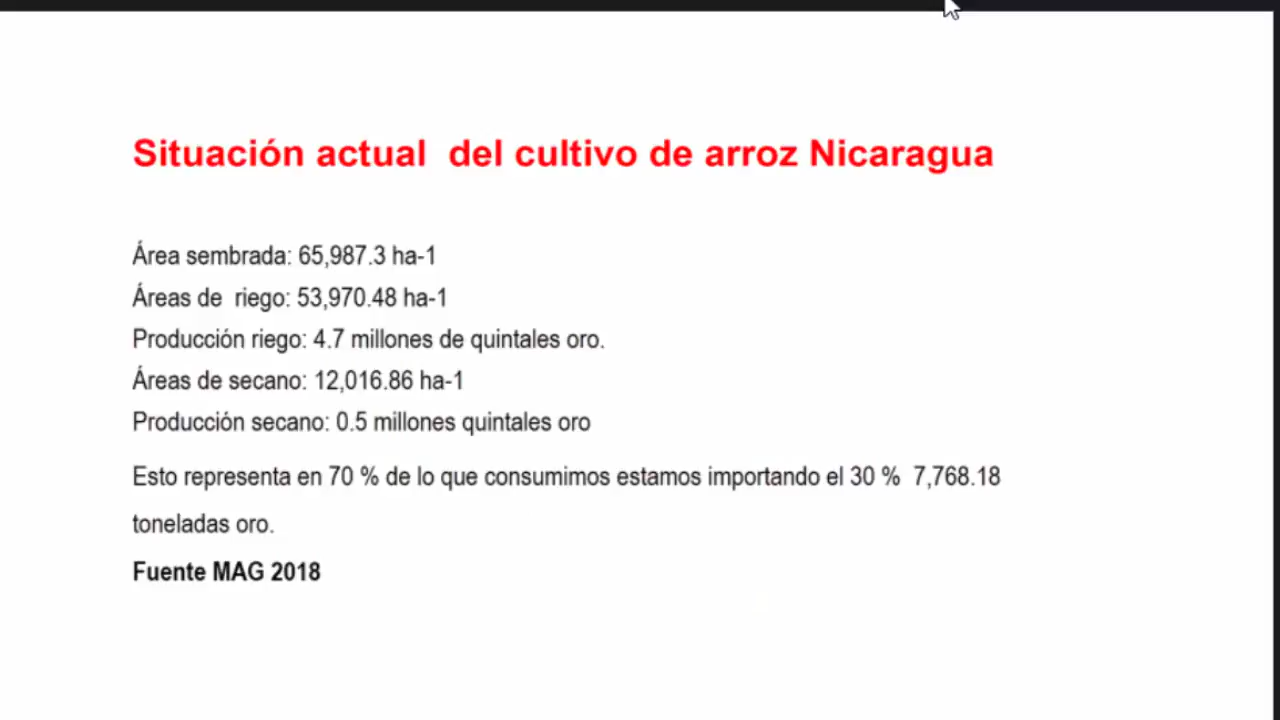 Situación actual  del cultivo de arroz Nicaragua
Área sembrada: 65,987.3 ha-1
Áreas de  riego: 53,970.48 ha-1
Producción riego: 4.7 millones de quintales oro.
Áreas de secano: 12,016.86 ha-1
Producción secano: 0.5 millones quintales oro
Esto representa en 70 % de lo que consumimos estamos importando el 30 %  7,768.18
toneladas oro.
Fuente MAG 2018